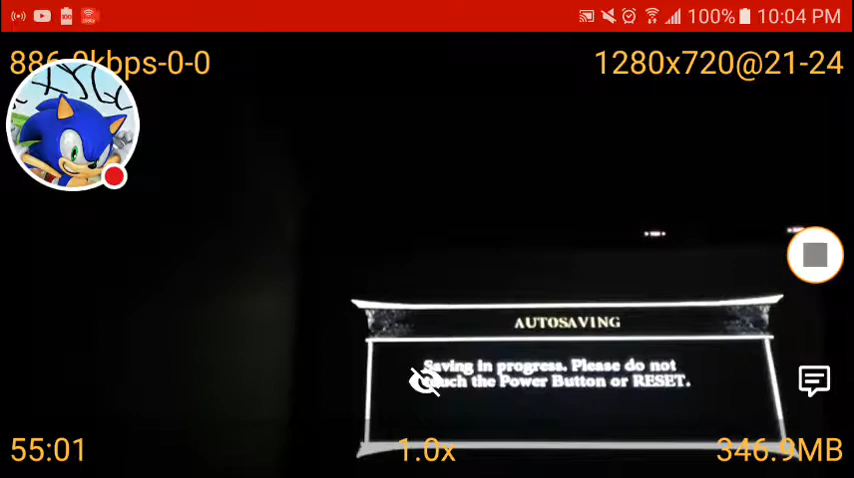 100% 10:04 PM
886.0kbps-0-0
1280x720@21-24
AUTOSAVING
Saving in progress. Please do not
touch the Power Button or RESET.
55:01
1.0x
346.9MB